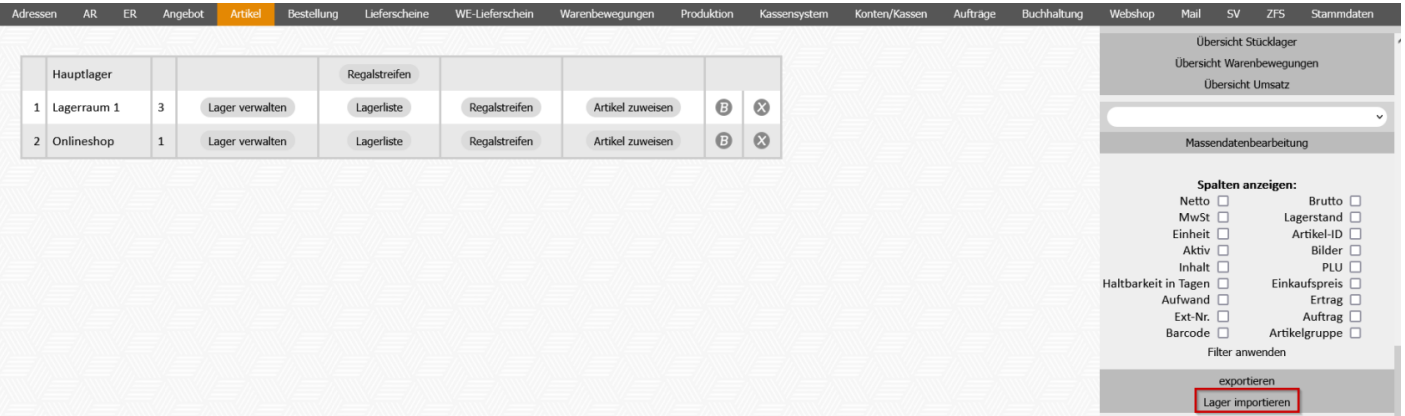 Adressen AR ER Angebot Artikel Bestellung Lieferscheine WE-Lieferschein Warenbewegungen Produktion Kassensystem Konten/Kassen Aufträge Buchhaltung Webshop Mail SV ZFS Stammdaten
Hauptlager Regalstreifen
1 Lagerraum 1 3 Lager verwalten Lagerliste Regalstreifen Artikel zuweisen B X
2 Onlineshop 1 Lager verwalten Lagerliste Regalstreifen Artikel zuweisen B X
Übersicht Stücklager
Übersicht Warenbewegungen
Übersicht Umsatz
Massendatenbearbeitung
Spalten anzeigen:
Netto Brutto
MwSt Lagerstand
Einheit Artikel-ID
Aktiv Bilder
Inhalt PLU
Haltbarkeit in Tagen Einkaufspreis
Aufwand Ertrag
Ext-Nr. Auftrag
Barcode Artikelgruppe
Filter anwenden
exportieren
Lager importieren